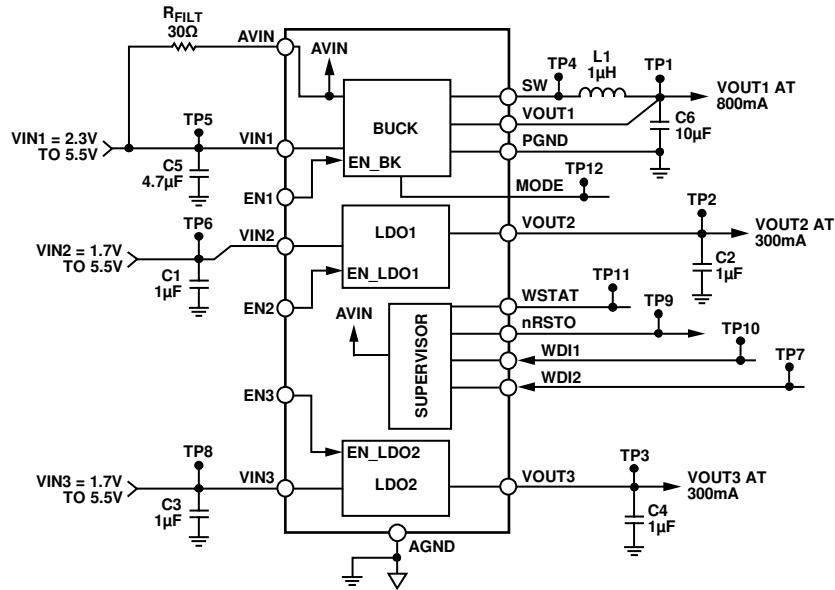 RFILT
30Ω
AVIN
AVIN
VIN1 = 2.3V
TO 5.5V
TP5
VIN1
C5
4.7µF
EN1
BUCK
EN_BK
SW
TP4
L1
1µH
TP1
VOUT1 AT
800mA
VOUT1
C6
10µF
PGND
MODE
TP12
VIN2 = 1.7V
TO 5.5V
TP6
VIN2
C1
1µF
EN2
LDO1
EN_LDO1
VOUT2
TP2
VOUT2 AT
300mA
C2
1µF
AVIN
SUPERVISOR
WSTAT
TP11
nRSTO
TP9
WDI1
TP10
WDI2
TP7
EN3
VIN3 = 1.7V
TO 5.5V
TP8
VIN3
C3
1µF
EN_LDO2
LDO2
VOUT3
TP3
VOUT3 AT
300mA
C4
1µF
AGND